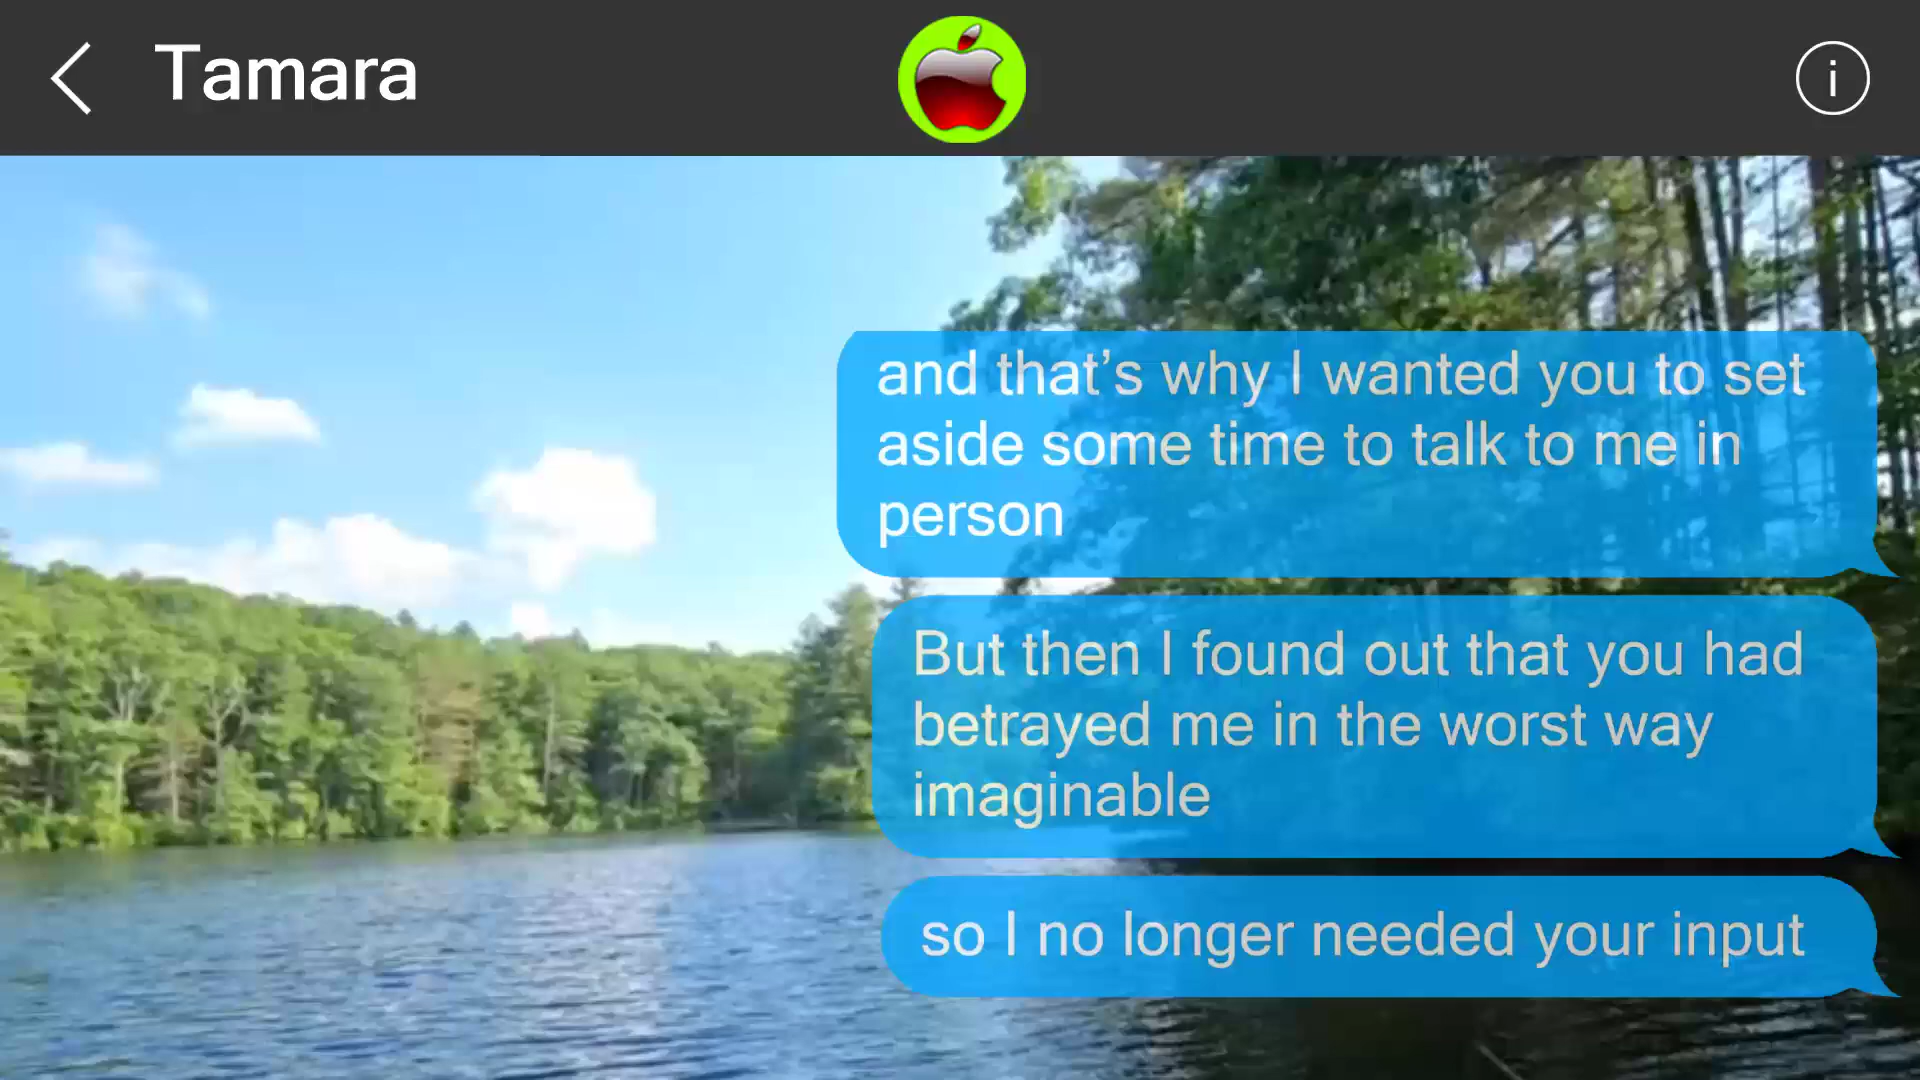 Tamara
i
and that’s why I wanted you to set
aside some time to talk to me in
person
But then I found out that you had
betrayed me in the worst way
imaginable
so I no longer needed your input